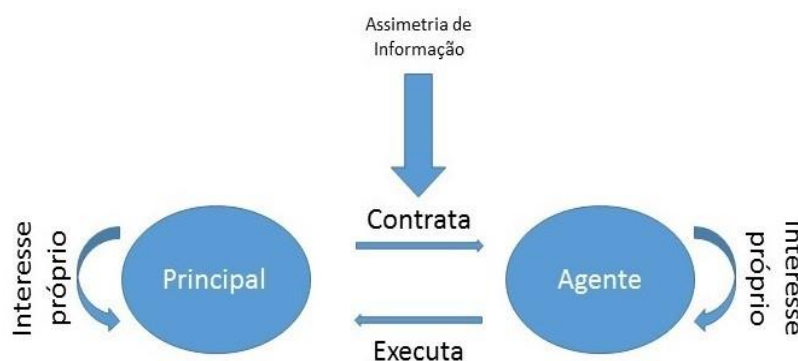 Assimetria de
Informação
Contrata
Interesse
próprio
Principal
Agente
Interesse
próprio
Executa